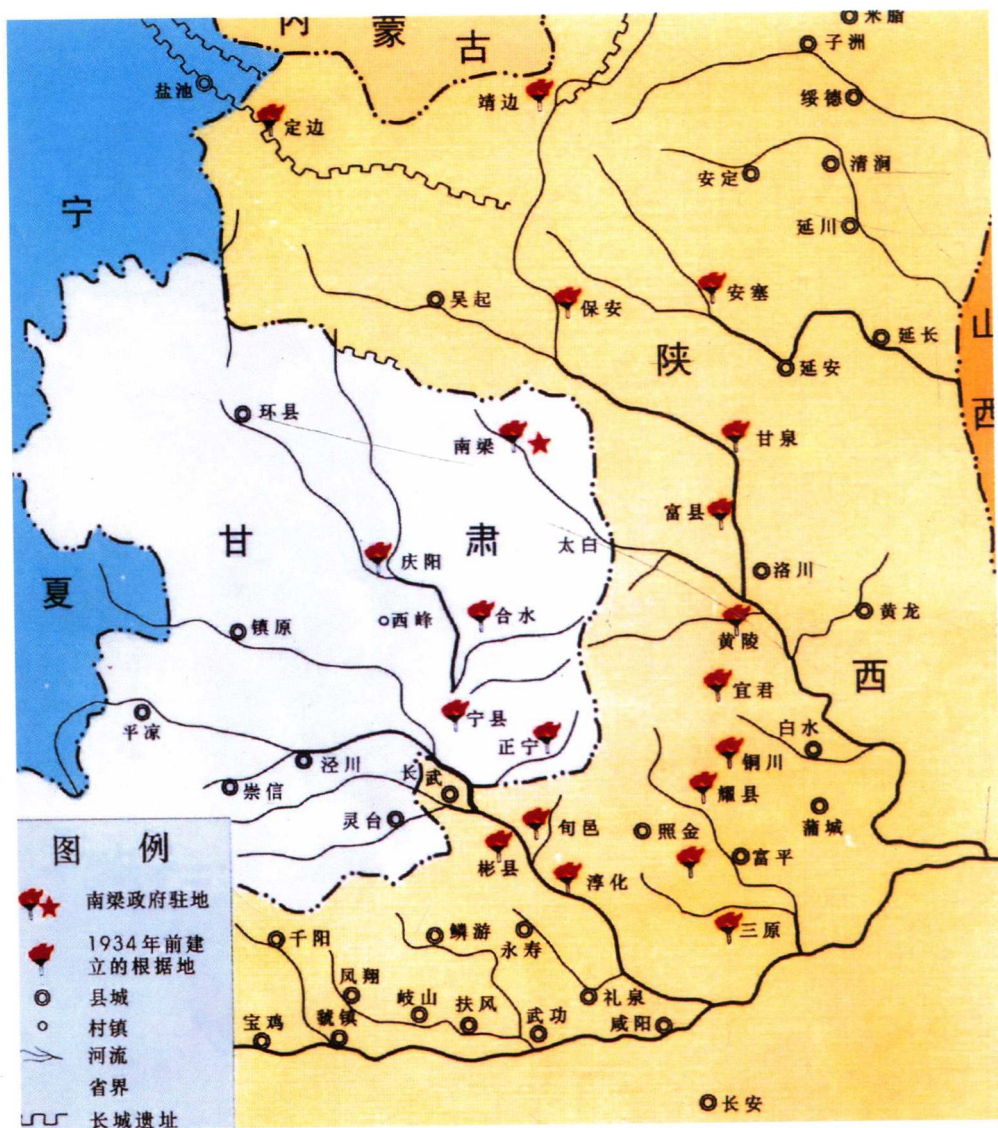 内蒙古
米脂
子洲
盐池
靖边
绥德
定边
清涧
安定
宁
延川
安塞
吴起
保安
山西
延长
陕
延安
环县
南梁
甘泉
富县
甘肃
太白
庆阳
洛川
夏
合水
西峰
黄龙
镇原
黄陵
西
宜君
宁县
平凉
正宁
白水
泾川
铜川
长武
崇信
耀县
灵台
旬邑
照金
蒲城
彬县
富平
淳化
三原
千阳
鳞游
永寿
凤翔
岐山
扶风
礼泉
宝鸡
虢镇
武功
咸阳
长安
图例
南梁政府驻地
1934年前建
立的根据地
县城
村镇
河流
省界
长城遗址